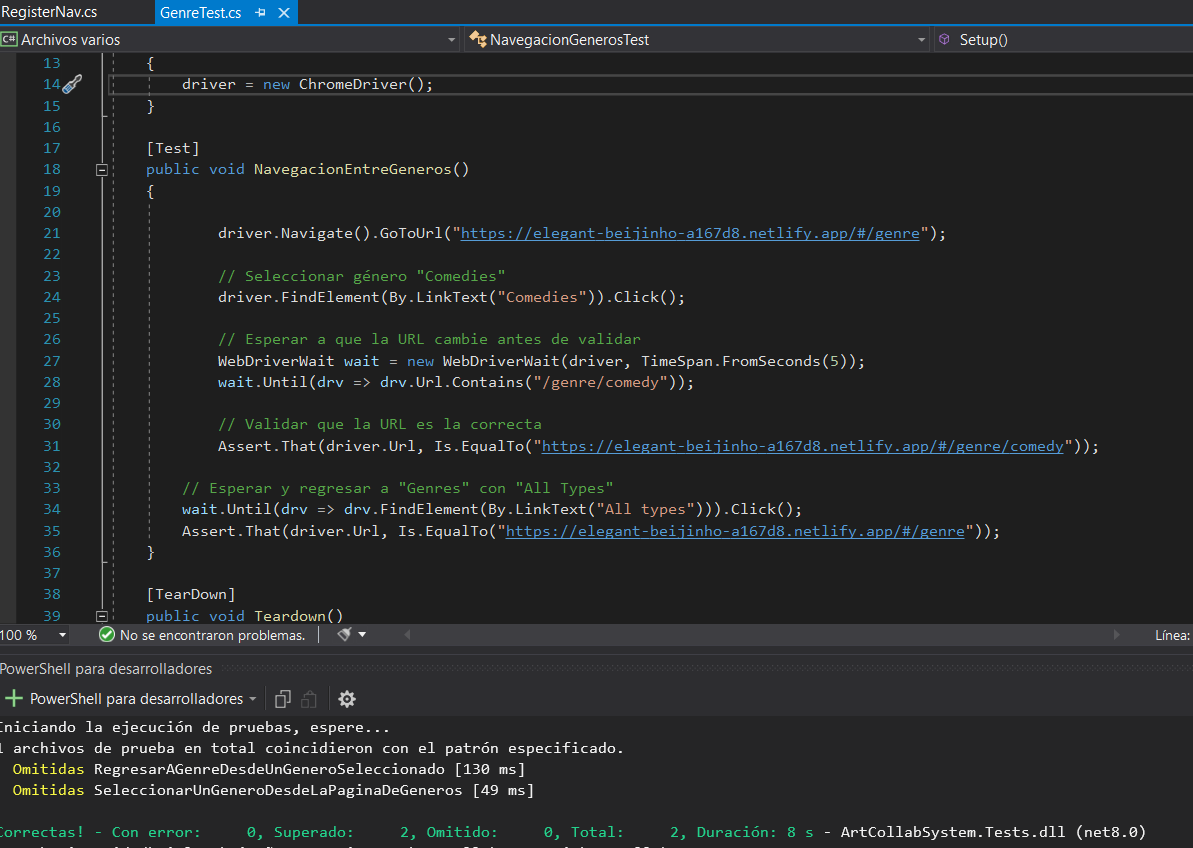 RegisterNav.cs GenreTest.cs
C# Archivos varios NavegacionGenerosTest Setup()
13 {
14 driver = new ChromeDriver();
15 }
16
17 [Test]
18 public void NavegacionEntreGeneros()
19 {
20
21 driver.Navigate().GoToUrl("https://elegant-beijinho-a167d8.netlify.app/#/genre");
22
23 // Seleccionar género "Comedies"
24 driver.FindElement(By.LinkText("Comedies")).Click();
25
26 // Esperar a que la URL cambie antes de validar
27 WebDriverWait wait = new WebDriverWait(driver, TimeSpan.FromSeconds(5));
28 wait.Until(drv => drv.Url.Contains("/genre/comedy"));
29
30 // Validar que la URL es la correcta
31 Assert.That(driver.Url, Is.EqualTo("https://elegant-beijinho-a167d8.netlify.app/#/genre/comedy"));
32
33 // Esperar y regresar a "Genres" con "All Types"
34 wait.Until(drv => drv.FindElement(By.LinkText("All types"))).Click();
35 Assert.That(driver.Url, Is.EqualTo("https://elegant-beijinho-a167d8.netlify.app/#/genre"));
36 }
37
38 [TearDown]
39 public void Teardown()
100 % No se encontraron problemas. Línea:
PowerShell para desarrolladores
PowerShell para desarrolladores
Iniciando la ejecución de pruebas, espere...
1 archivos de prueba en total coincidieron con el patrón especificado.
Omitidas RegresarAGenreDesdeUnGeneroSeleccionado [130 ms]
Omitidas SeleccionarUnGeneroDesdeLaPaginaDeGeneros [49 ms]
Correctas! - Con error: 0, Superado: 2, Omitido: 0, Total: 2, Duración: 8 s - ArtCollabSystem.Tests.dll (net8.0)